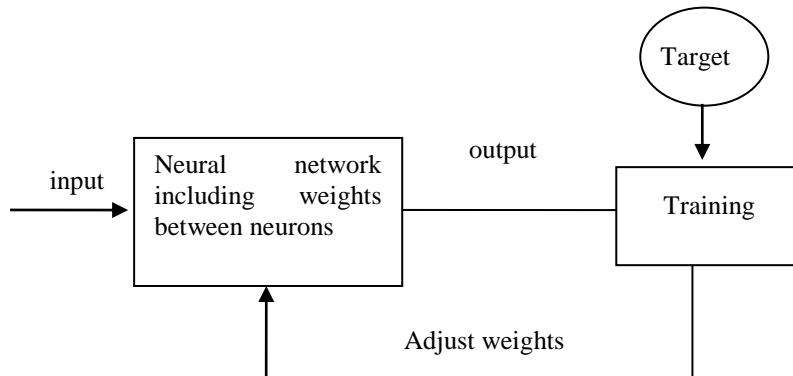 Target
output
Neural network
including weights
between neurons
input
Training
Adjust weights